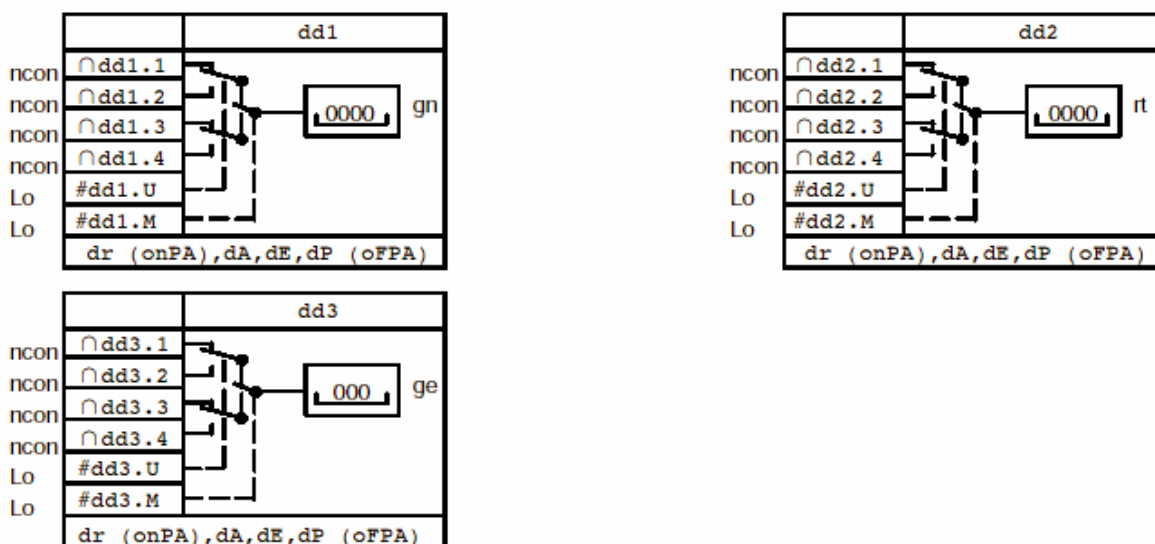 dd1
ncon ∩dd1.1
ncon ∩dd1.2
0000 gn
ncon ∩dd1.3
ncon ∩dd1.4
Lo #dd1.U
Lo #dd1.M
dr (onPA),dA,dE,dP (oFPA)
dd2
ncon ∩dd2.1
ncon ∩dd2.2
0000 rt
ncon ∩dd2.3
ncon ∩dd2.4
Lo #dd2.U
Lo #dd2.M
dr (onPA),dA,dE,dP (oFPA)
dd3
ncon ∩dd3.1
ncon ∩dd3.2
000 ge
ncon ∩dd3.3
ncon ∩dd3.4
Lo #dd3.U
Lo #dd3.M
dr (onPA),dA,dE,dP (oFPA)